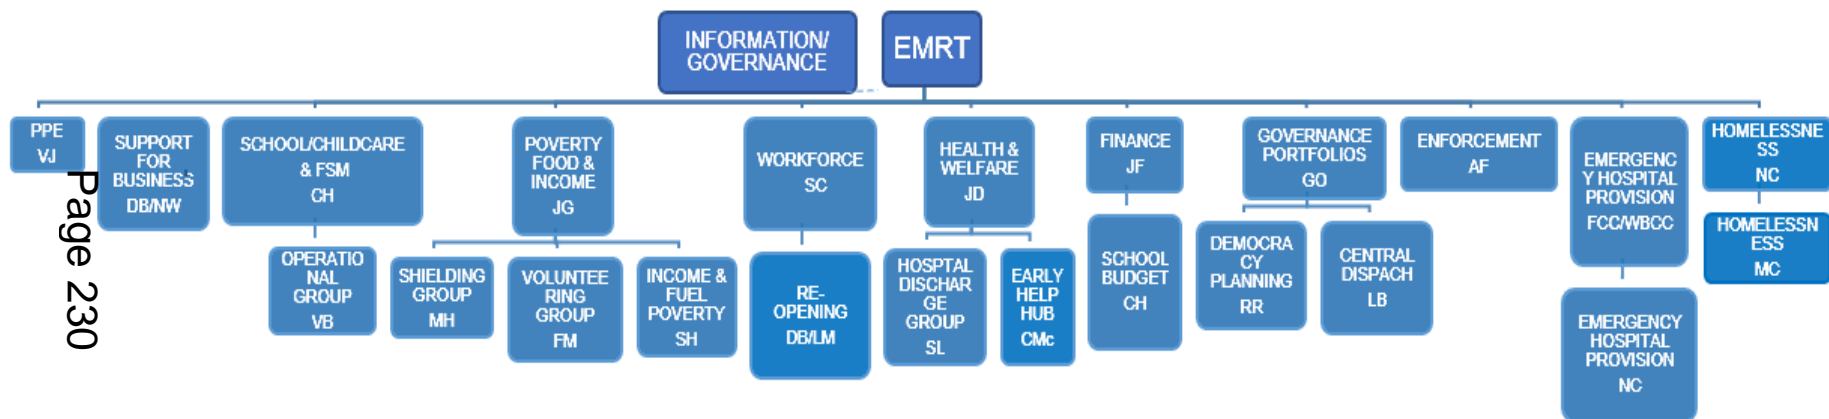 INFORMATION/
GOVERNANCE
EMRT
PPE
VJ
SUPPORT
FOR
BUSINESS
DB/NW
SCHOOL/CHILDCARE
& FSM
CH
POVERTY
FOOD &
INCOME
JG
WORKFORCE
SC
HEALTH &
WELFARE
JD
FINANCE
JF
GOVERNANCE
PORTFOLIOS
GO
ENFORCEMENT
AF
EMERGENC
Y HOSPITAL
PROVISION
FCC/WBCC
HOMELESSNE
SS
NC
OPERATIO
NAL
GROUP
VB
SHIELDING
GROUP
MH
VOLUNTEE
RING
GROUP
FM
INCOME &
FUEL
POVERTY
SH
RE-
OPENING
DB/LM
HOSPTAL
DISCHAR
GE
GROUP
SL
EARLY
HELP
HUB
CMc
SCHOOL
BUDGET
CH
DEMOCRA
CY
PLANNING
RR
CENTRAL
DISPACH
LB
EMERGENCY
HOSPITAL
PROVISION
NC
HOMELESSN
ESS
MC
Page 230